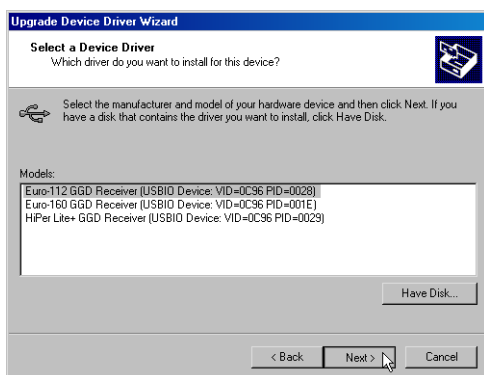 Upgrade Device Driver Wizard
Select a Device Driver
Which driver do you want to install for this device?
Select the manufacturer and model of your hardware device and then click Next. If you
have a disk that contains the driver you want to install, click Have Disk.
Models:
Euro-112 GGD Receiver (USBIO Device: VID=0C96 PID=0028)
Euro-160 GGD Receiver (USBIO Device: VID=0C96 PID=001E)
HiPer Lite+ GGD Receiver (USBIO Device: VID=0C96 PID=0029)
Have Disk...
< Back Next > Cancel